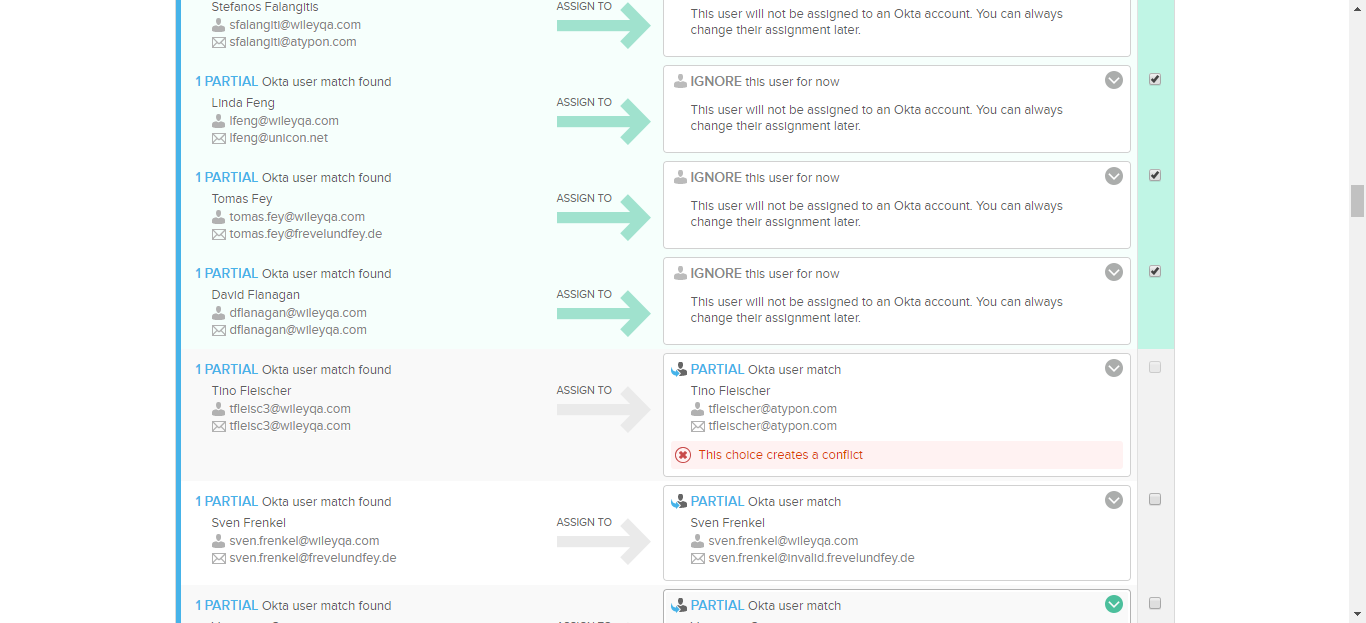 Stefanos Falangitis
sfalangiti@wileyqa.com
sfalangiti@atypon.com
ASSIGN TO
This user will not be assigned to an Okta account. You can always
change their assignment later.
1 PARTIAL Okta user match found
Linda Feng
lfeng@wileyqa.com
lfeng@unicon.net
ASSIGN TO
IGNORE this user for now
This user will not be assigned to an Okta account. You can always
change their assignment later.
1 PARTIAL Okta user match found
Tomas Fey
tomas.fey@wileyqa.com
tomas.fey@frevelundfey.de
ASSIGN TO
IGNORE this user for now
This user will not be assigned to an Okta account. You can always
change their assignment later.
1 PARTIAL Okta user match found
David Flanagan
dflanagan@wileyqa.com
dflanagan@wileyqa.com
ASSIGN TO
IGNORE this user for now
This user will not be assigned to an Okta account. You can always
change their assignment later.
1 PARTIAL Okta user match found
Tino Fleischer
tfleisc3@wileyqa.com
tfleisc3@wileyqa.com
ASSIGN TO
PARTIAL Okta user match
Tino Fleischer
tfleischer@atypon.com
tfleischer@atypon.com
This choice creates a conflict
1 PARTIAL Okta user match found
Sven Frenkel
sven.frenkel@wileyqa.com
sven.frenkel@frevelundfey.de
ASSIGN TO
PARTIAL Okta user match
Sven Frenkel
sven.frenkel@wileyqa.com
sven.frenkel@invalid.frevelundfey.de
1 PARTIAL Okta user match found
PARTIAL Okta user match